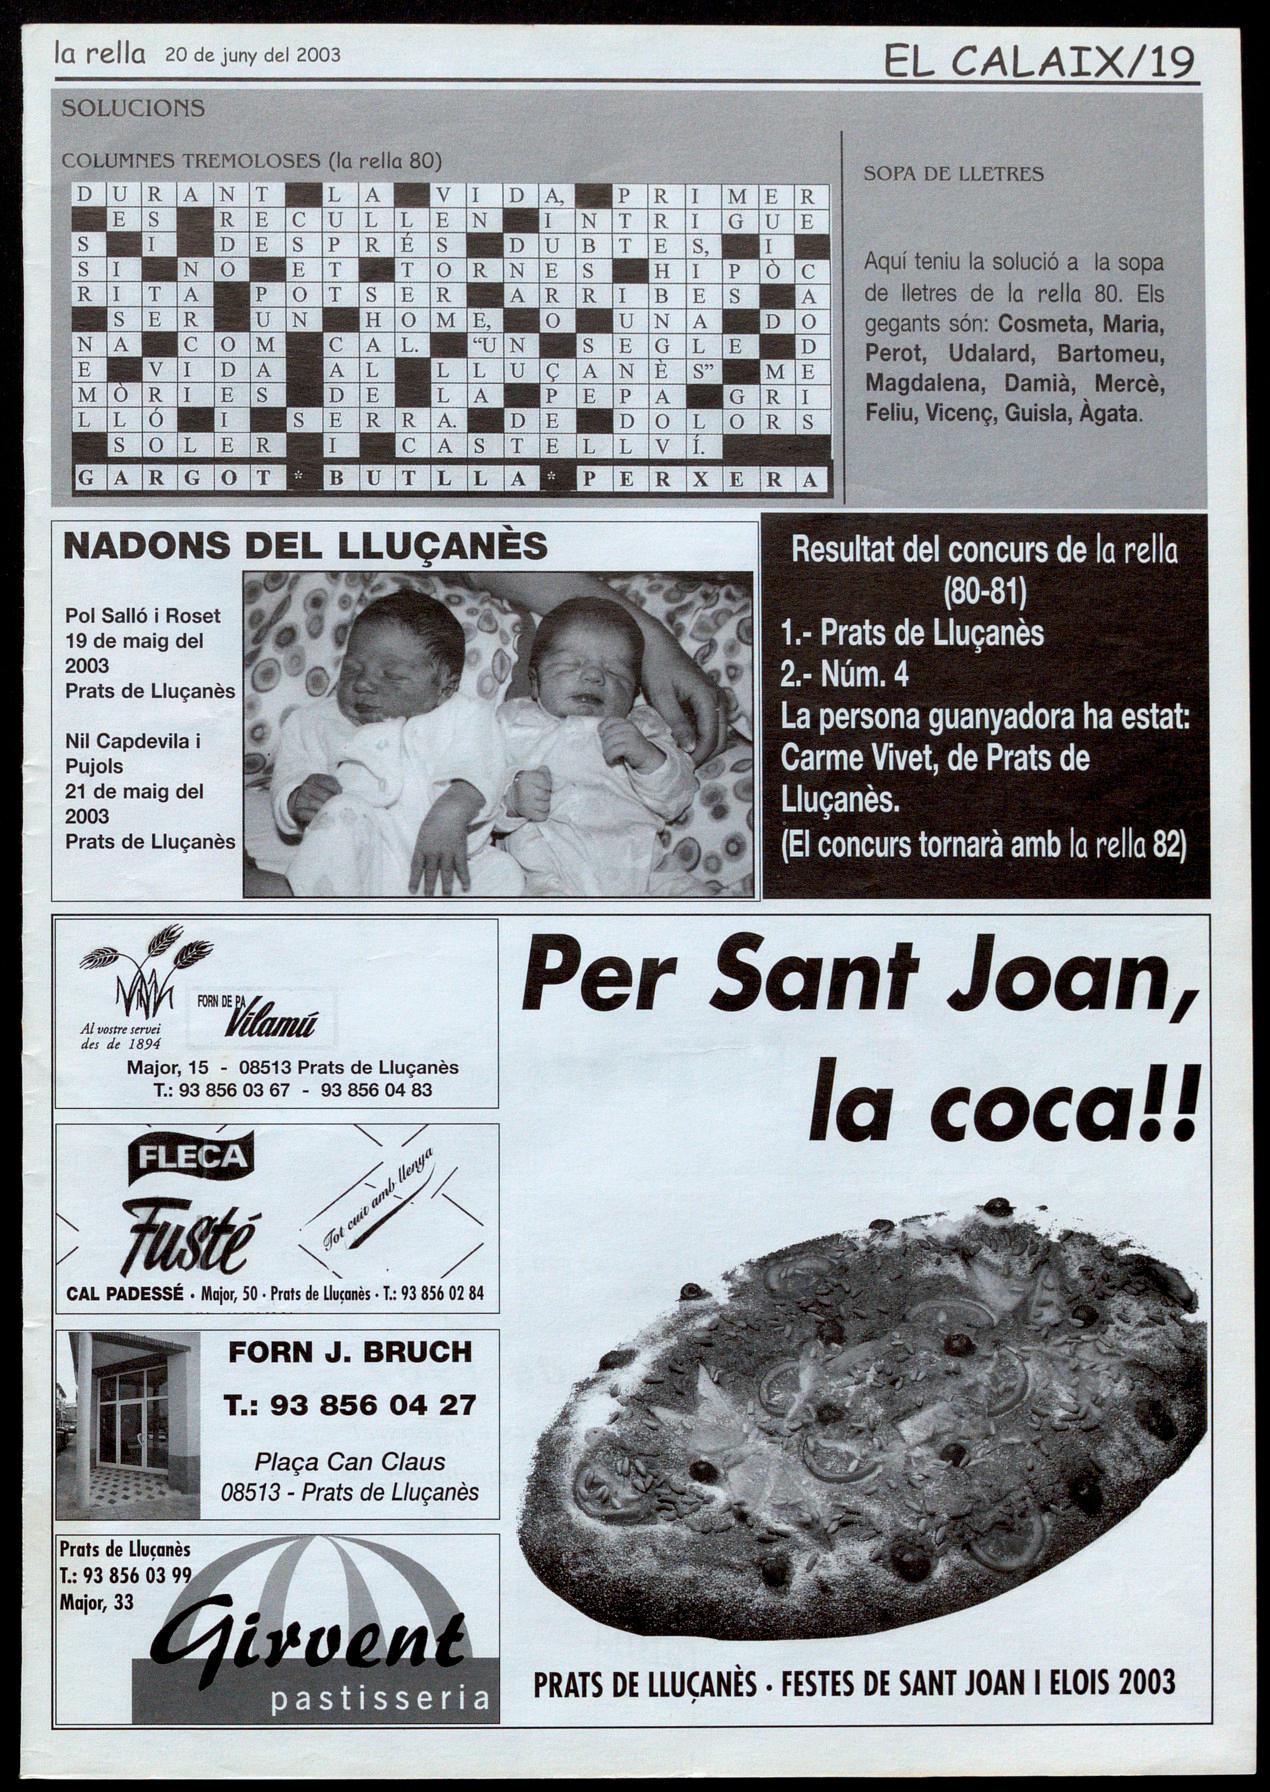 la rella 20 de juny del 2003
EL CALAIX/19
SOLUCIONS
COLUMNES TREMOLOSES (la rella 80)
DURANT LA VIDA, PRIMER
ES RECULLEN INTRIGUE
S I DESPRÉS DUBTES, I
SI NO ET TORNES HIPÒC
RITA POTSER ARRIBES A
SER UN HOME, O UNA DO
NA COM CAL. “UN SEGLE D
E VIDA AL LLUÇANÈS” ME
MÒRIES DE LA PEPA GRI
LLÓ I SERRA. DE DOLORS
SOLER I CASTELLVÍ.
GARGOT * BUTLLA * PERXERA
SOPA DE LLETRES
Aquí teniu la solució a la sopa
de lletres de la rella 80. Els
gegants són: Cosmeta, Maria,
Perot, Udalard, Bartomeu,
Magdalena, Damià, Mercè,
Feliu, Vicenç, Guisla, Àgata.
NADONS DEL LLUÇANÈS
Pol Salló i Roset
19 de maig del
2003
Prats de Lluçanès
Nil Capdevila i
Pujols
21 de maig del
2003
Prats de Lluçanès
Resultat del concurs de la rella
(80-81)
1.- Prats de Lluçanès
2.- Núm. 4
La persona guanyadora ha estat:
Carme Vivet, de Prats de
Lluçanès.
(El concurs tornarà amb la rella 82)
Al vostre servei
des de 1894
FORN DE PA
Vilamú
Major, 15 - 08513 Prats de Lluçanès
T.: 93 856 03 67 - 93 856 04 83
FLECA
Fusté
Tot cuit amb llenya
CAL PADESSÉ · Major, 50 · Prats de Lluçanès · T.: 93 856 02 84
FORN J. BRUCH
T.: 93 856 04 27
Plaça Can Claus
08513 - Prats de Lluçanès
Prats de Lluçanès
T.: 93 856 03 99
Major, 33
Girvent
pastisseria
Per Sant Joan,
la coca!!
PRATS DE LLUÇANÈS · FESTES DE SANT JOAN I ELOIS 2003